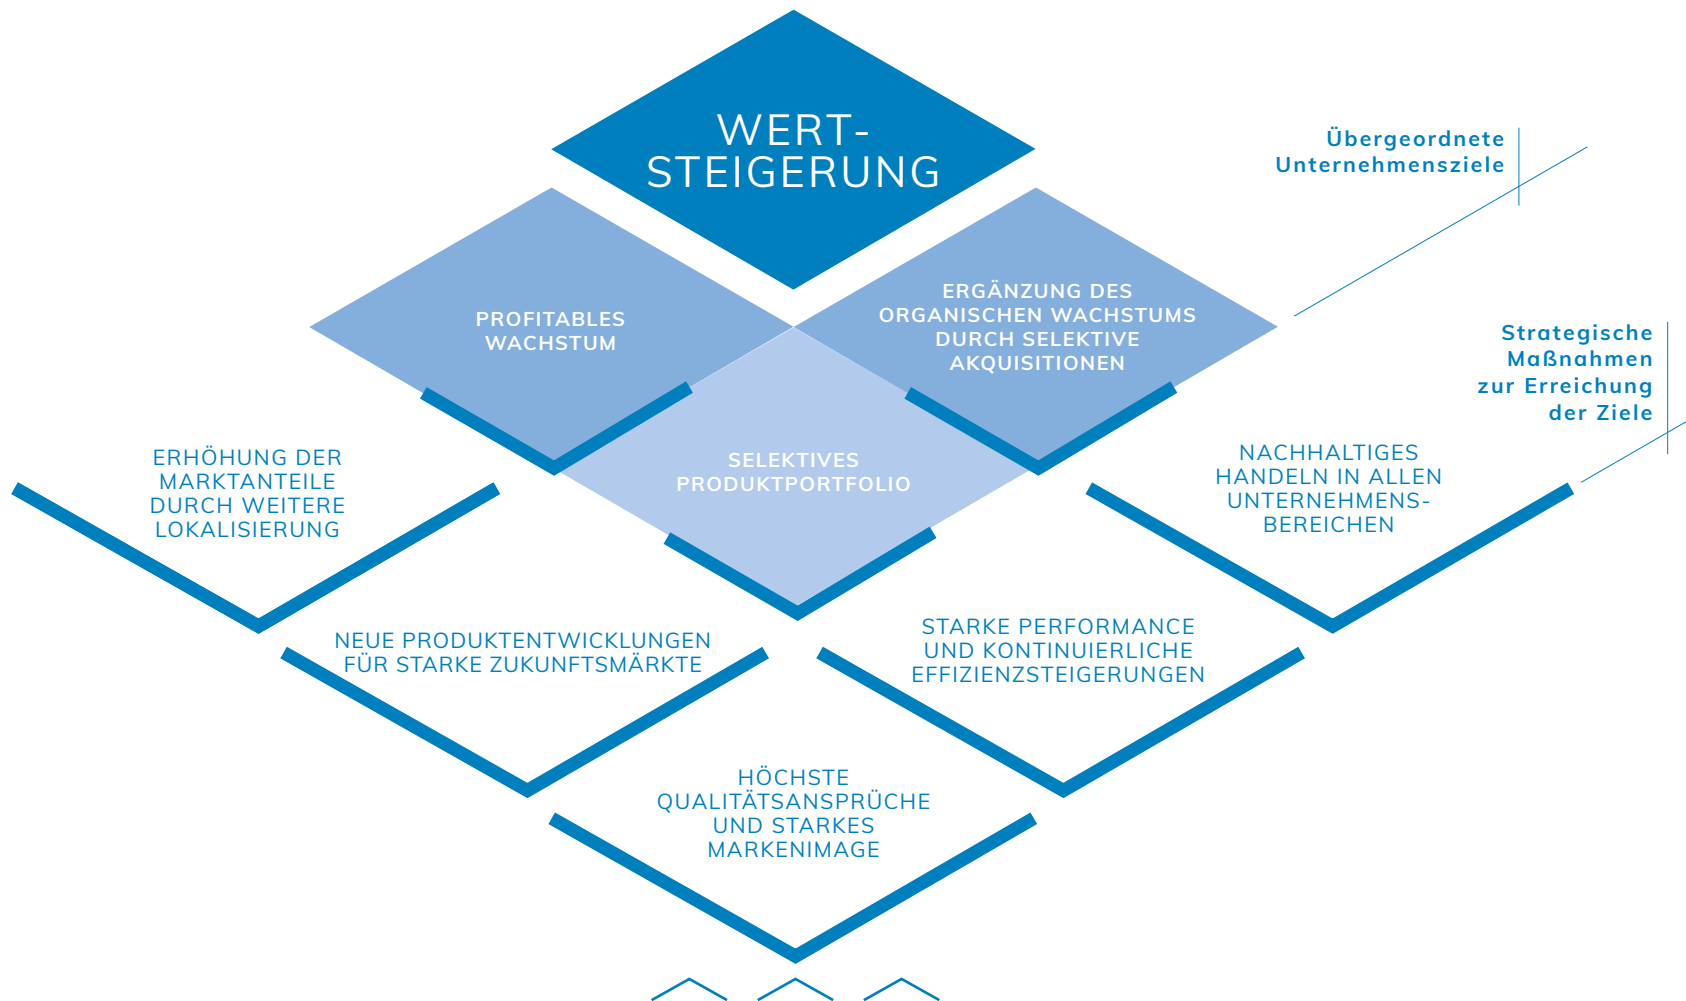 WERT-
STEIGERUNG
Übergeordnete
Unternehmensziele
PROFITABLES
WACHSTUM
ERGÄNZUNG DES
ORGANISCHEN WACHSTUMS
DURCH SELEKTIVE
AKQUISITIONEN
Strategische
Maßnahmen
zur Erreichung
der Ziele
SELEKTIVES
PRODUKTPORTFOLIO
ERHÖHUNG DER
MARKTANTEILE
DURCH WEITERE
LOKALISIERUNG
NACHHALTIGES
HANDELN IN ALLEN
UNTERNEHMENS-
BEREICHEN
NEUE PRODUKTENTWICKLUNGEN
FÜR STARKE ZUKUNFTSMÄRKTE
STARKE PERFORMANCE
UND KONTINUIERLICHE
EFFIZIENZSTEIGERUNGEN
HÖCHSTE
QUALITÄTSANSPRÜCHE
UND STARKES
MARKENIMAGE